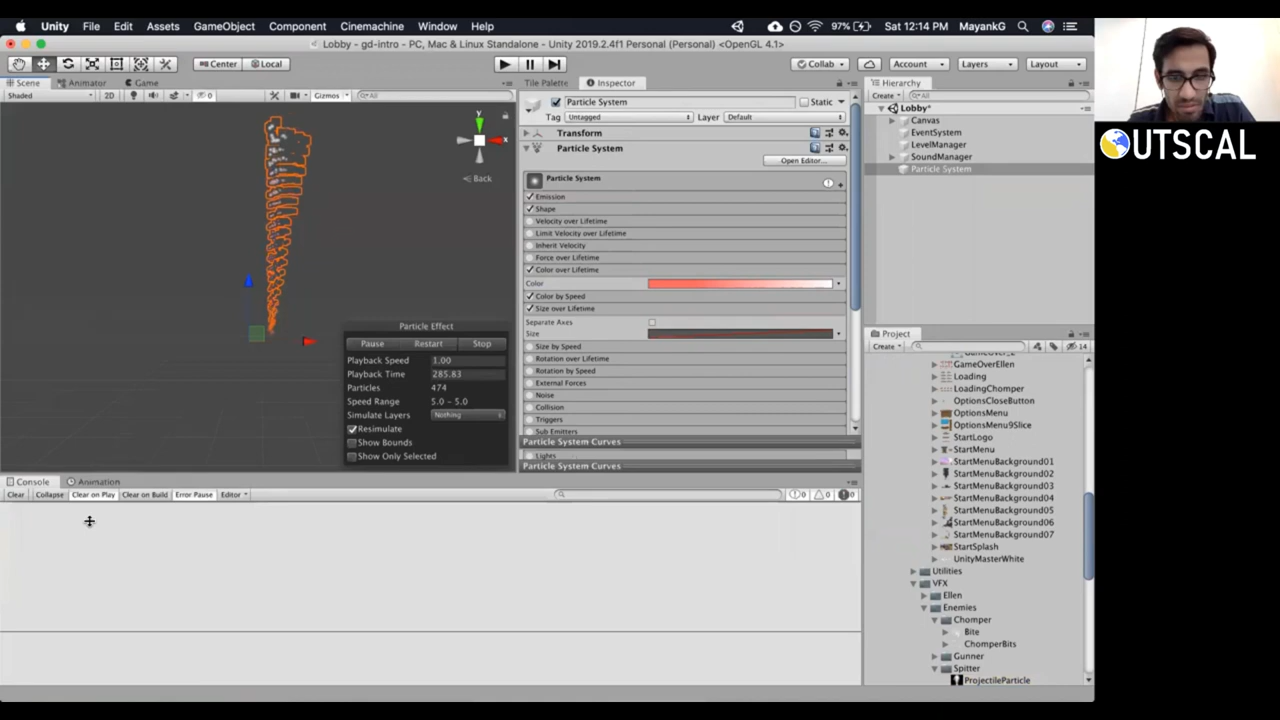 Unity File Edit Assets GameObject Component Cinemachine Window Help 97% Sat 12:14 PM MayankG
Lobby - gd-intro - PC, Mac & Linux Standalone - Unity 2019.2.4f1 Personal (Personal) <OpenGL 4.1>
Center Local Collab Account Layers Layout
Scene Animator Game Tile Palette Inspector Hierarchy
Shaded 2D 0 Gizmos All Create All
Particle System Static
Tag Untagged Layer Default
Transform
Particle System
Open Editor...
Particle System
Emission
Shape
Velocity over Lifetime
Limit Velocity over Lifetime
Inherit Velocity
Force over Lifetime
Color over Lifetime
Color
Color by Speed
Size over Lifetime
Separate Axes
Size
Size by Speed
Rotation over Lifetime
Rotation by Speed
External Forces
Noise
Collision
Triggers
Sub Emitters
Particle System Curves
Lights
Particle System Curves
y
x
Back
Particle Effect
Pause Restart Stop
Playback Speed 1.00
Playback Time 285.83
Particles 474
Speed Range 5.0 - 5.0
Simulate Layers Nothing
Resimulate
Show Bounds
Show Only Selected
Lobby*
Canvas
EventSystem
LevelManager
SoundManager
Particle System
Project
Create 14
GameOver_2
GameOverEllen
Loading
LoadingChomper
OptionsCloseButton
OptionsMenu
OptionsMenu9Slice
StartLogo
StartMenu
StartMenuBackground01
StartMenuBackground02
StartMenuBackground03
StartMenuBackground04
StartMenuBackground05
StartMenuBackground06
StartMenuBackground07
StartSplash
UnityMasterWhite
Utilities
VFX
Ellen
Enemies
Chomper
Bite
ChomperBits
Gunner
Spitter
ProjectileParticle
Console Animation
Clear Collapse Clear on Play Clear on Build Error Pause Editor 0 0 0
OUTSCAL